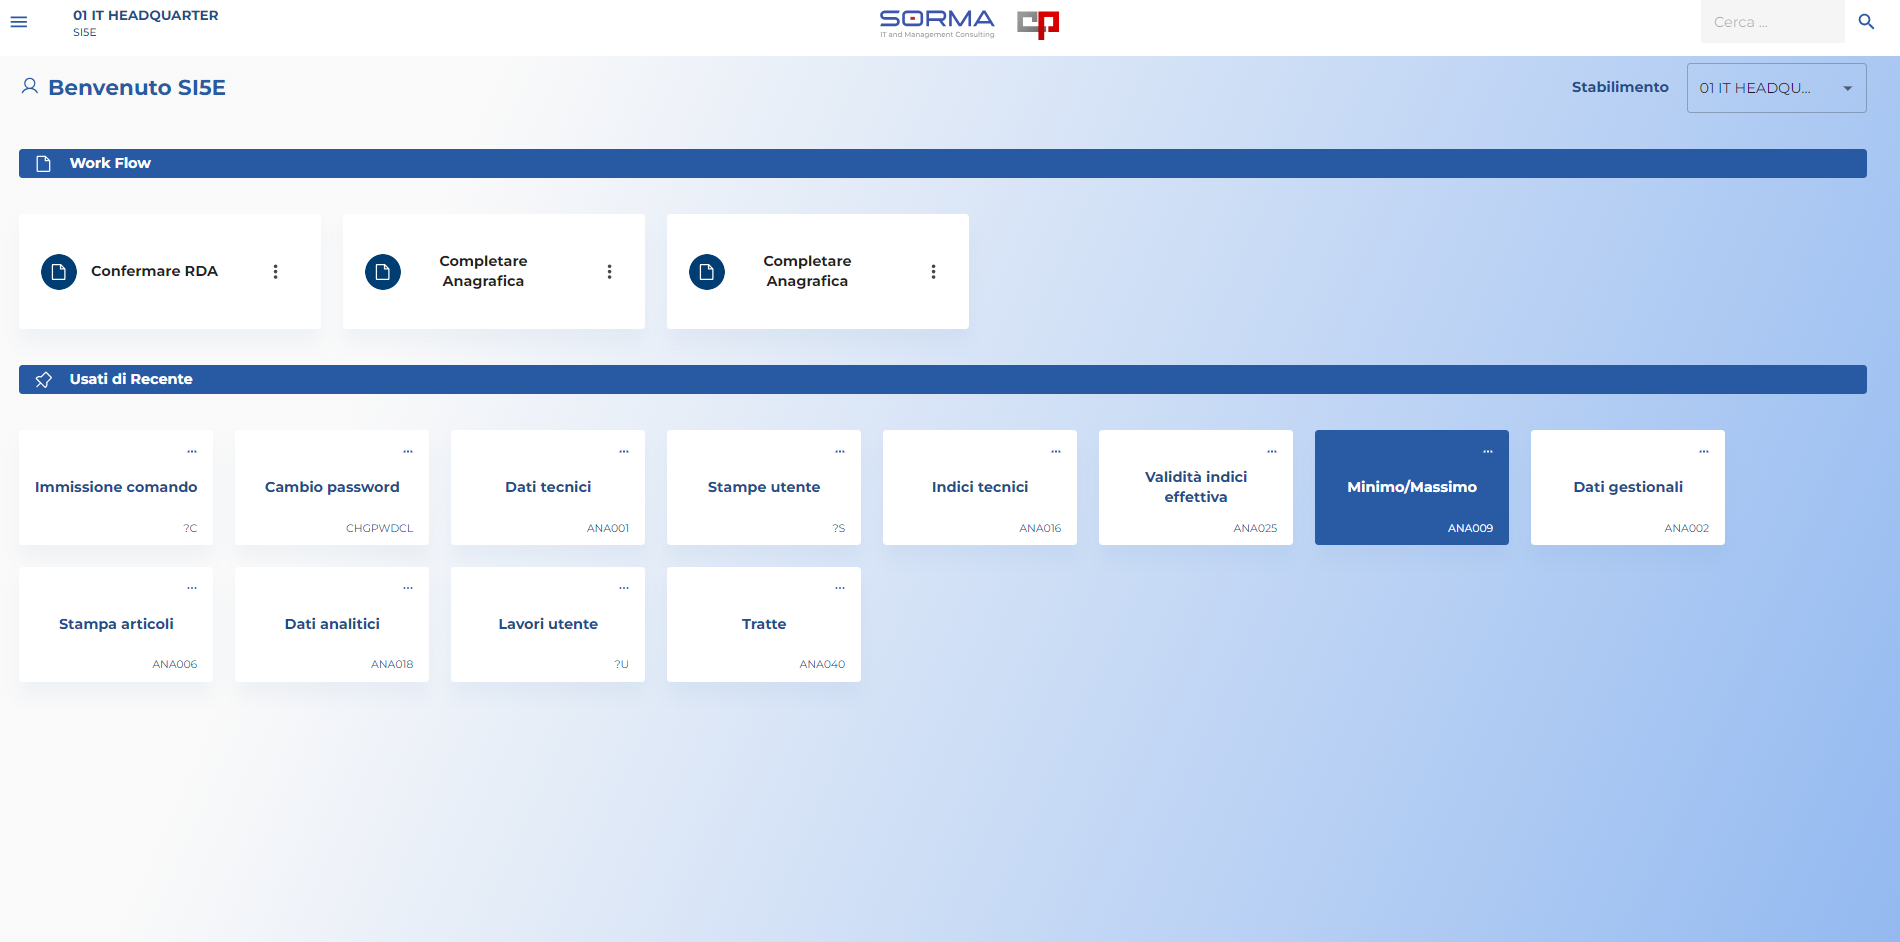 01 IT HEADQUARTER
SI5E
SORMA
IT and Management Consulting
Cerca ...
Benvenuto SI5E
Stabilimento
01 IT HEADQU...
Work Flow
Confermare RDA
Completare
Anagrafica
Completare
Anagrafica
Usati di Recente
...
Immissione comando
?C
...
Cambio password
CHGPWDCL
...
Dati tecnici
ANA001
...
Stampe utente
?S
...
Indici tecnici
ANA016
...
Validità indici
effettiva
ANA025
...
Minimo/Massimo
ANA009
...
Dati gestionali
ANA002
...
Stampa articoli
ANA006
...
Dati analitici
ANA018
...
Lavori utente
?U
...
Tratte
ANA040